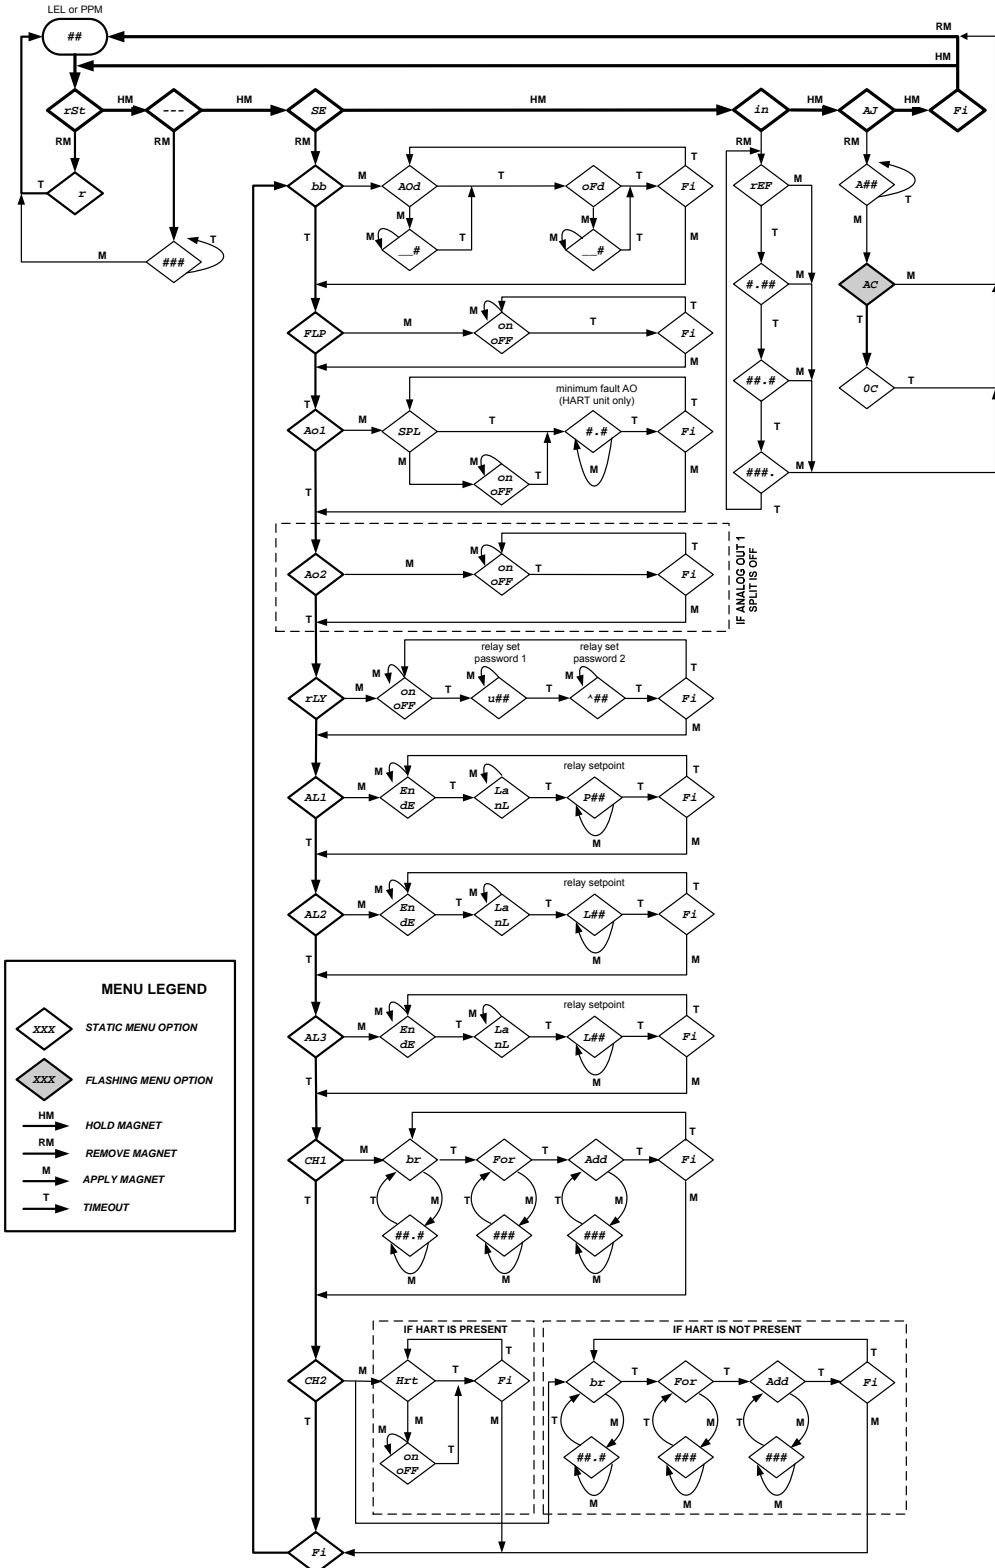 LEL or PPM
##
RM
HM
rSt
HM
---
HM
SE
HM
in
HM
AJ
HM
Fi
RM
RM
RM
RM
RM
T
r
bb
M
AOd
T
oFd
T
Fi
T
rEF
M
A##
T
M
M
M
T
__#
M
M
T
__#
M
T
###
T
M
M
T
#.##
M
AC
M
T
T
FLP
M
M
on
oFF
T
Fi
T
M
##.#
M
0C
T
T
T
minimum fault AO
(HART unit only)
Ao1
M
SPL
T
#.#
T
Fi
T
M
M
on
oFF
T
M
M
###.
M
T
T
Ao2
M
M
on
oFF
T
Fi
T
M
IF ANALOG OUT 1
SPLIT IS OFF
T
relay set
password 1
relay set
password 2
rLY
M
M
on
oFF
T
M
u##
T
M
^##
T
Fi
T
M
T
relay setpoint
AL1
M
M
En
dE
T
M
La
nL
T
P##
M
T
Fi
T
M
T
relay setpoint
AL2
M
M
En
dE
T
M
La
nL
T
L##
M
T
Fi
T
M
T
relay setpoint
AL3
M
M
En
dE
T
M
La
nL
T
L##
M
T
Fi
T
M
T
MENU LEGEND
XXX
STATIC MENU OPTION
XXX
FLASHING MENU OPTION
HM
HOLD MAGNET
RM
REMOVE MAGNET
M
APPLY MAGNET
T
TIMEOUT
CH1
M
br
T
For
T
Add
T
Fi
T
T
M
T
M
T
M
##.#
###
###
M
M
M
M
T
IF HART IS PRESENT
IF HART IS NOT PRESENT
CH2
M
Hrt
T
Fi
T
br
T
For
T
Add
T
Fi
T
T
M
M
T
M
T
M
T
M
M
M
on
oFF
T
##.#
###
###
M
M
M
Fi